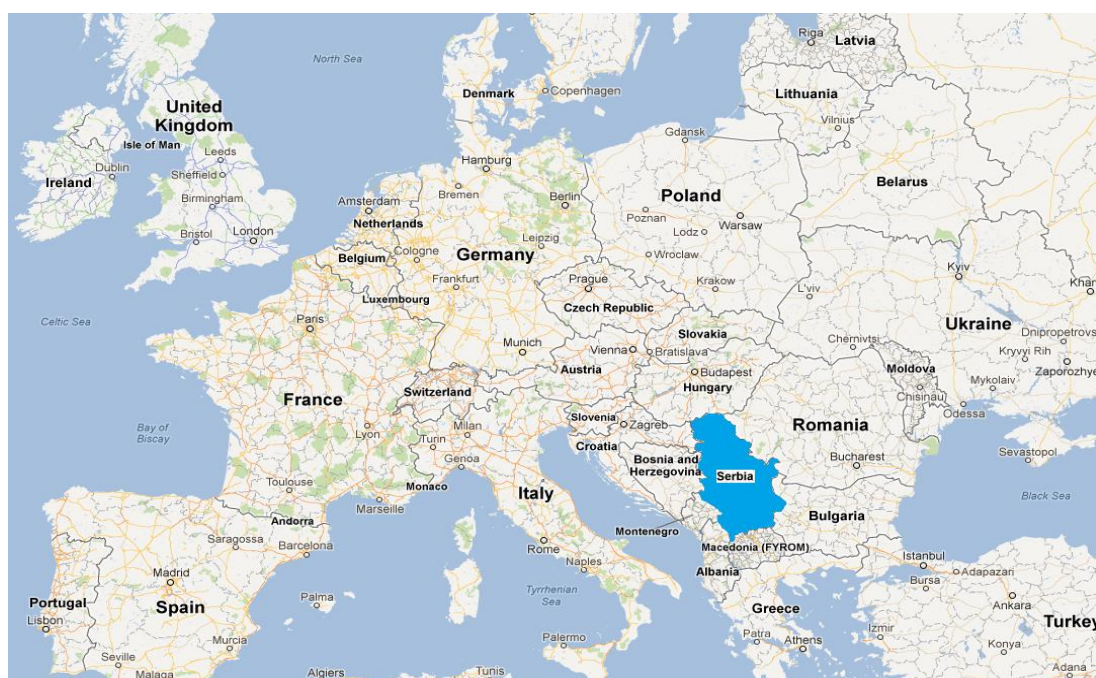 Riga
Latvia
North Sea
Denmark
Copenhagen
Lithuania
Vilnius
United
Kingdom
Isle of Man
Leeds
Dublin
Sheffield
Ireland
Birmingham
Bristol
London
Gdansk
Hamburg
Bremen
Berlin
Amsterdam
Netherlands
Poland
Poznan
Warsaw
Lodz
Belarus
Belgium
Cologne
Germany
Leipzig
Wroclaw
Frankfurt
Prague
Krakow
Luxembourg
Czech Republic
L'viv
Kyiv
Khar
Celtic Sea
Paris
Ukraine
Dnipropetrovs
Slovakia
Chernivtsi
Kryvyi Rih
Munich
Vienna
Bratislava
Zaporozhye
Austria
Budapest
Hungary
Moldova
Chisinau
Mykolaiv
Odessa
Switzerland
France
Slovenia
Zagreb
Romania
Bay of
Biscay
Lyon
Milan
Turin
Croatia
Genoa
Bosnia and
Herzegovina
Bucharest
Sevastopol
Serbia
Toulouse
Monaco
Marseille
Italy
Black Sea
Andorra
Montenegro
Bulgaria
Saragossa
Barcelona
Rome
Macedonia (FYROM)
Istanbul
Adapazari
Naples
Albania
Bursa
Madrid
Tyrrhenian
Sea
Ankara
Portugal
Spain
Palma
Greece
Lisbon
Turkey
Murcia
Palermo
Patra
Athens
Izmir
Konya
Seville
Malaga
Algiers
Tunis
Adana